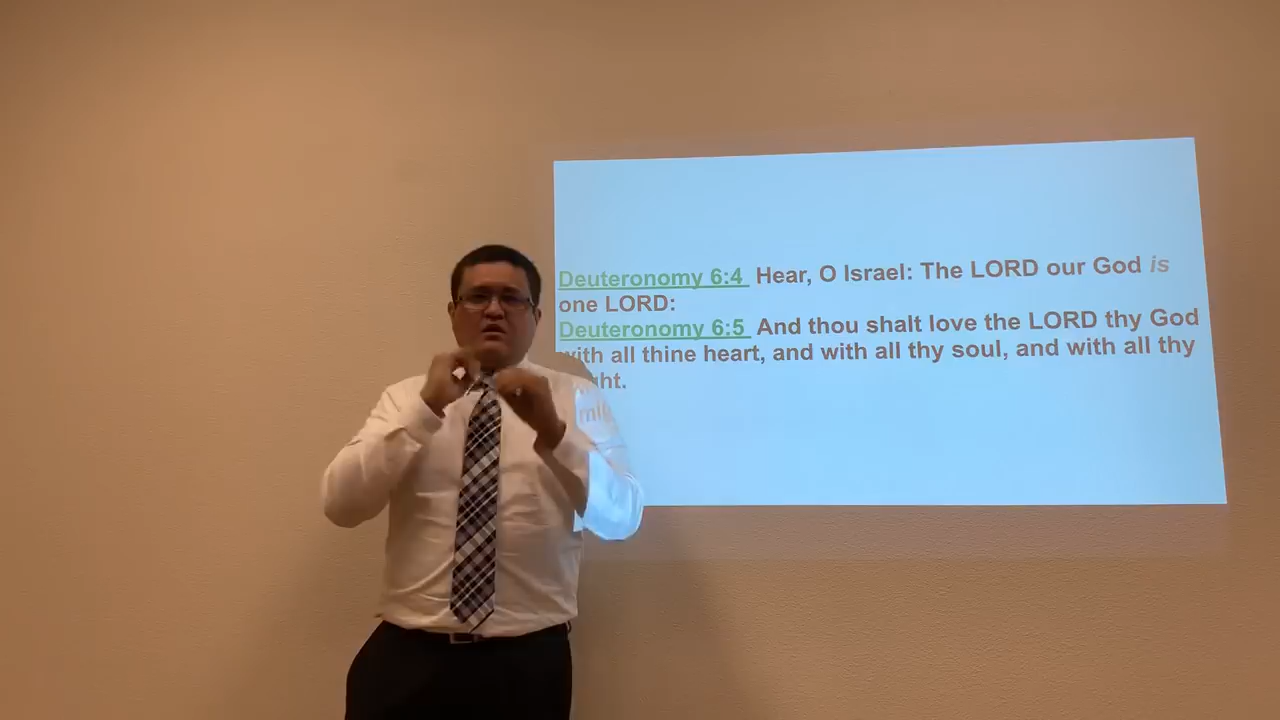 Deuteronomy 6:4 Hear, O Israel: The LORD our God is
one LORD:
Deuteronomy 6:5 And thou shalt love the LORD thy God
with all thine heart, and with all thy soul, and with all thy
might.